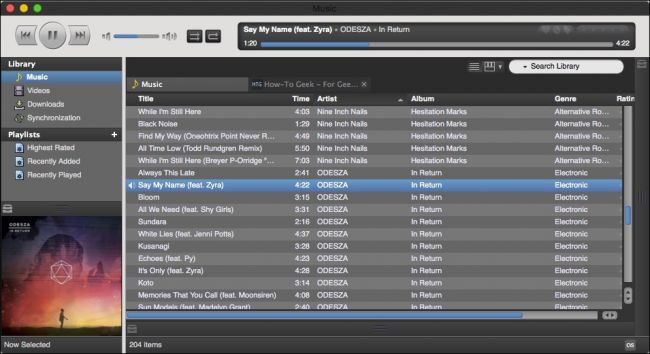 Music
Say My Name (feat. Zyra) • ODESZA • In Return
1:20 4:22
Library
Music
Videos
Downloads
Synchronization
Playlists +
Highest Rated
Recently Added
Recently Played
ODESZA
IN RETURN
Now Selected
Search Library
Music HTG How-To Geek - For Gee...
Title Time Artist Album Genre Ratin
While I'm Still Here 4:03 Nine Inch Nails Hesitation Marks Alternative Ro...
Black Noise 1:29 Nine Inch Nails Hesitation Marks Alternative Ro...
Find My Way (Oneohtrix Point Never R... 4:49 Nine Inch Nails Hesitation Marks Alternative Ro...
All Time Low (Todd Rundgren Remix) 5:50 Nine Inch Nails Hesitation Marks Alternative Ro...
While I'm Still Here (Breyer P-Orridge "... 7:03 Nine Inch Nails Hesitation Marks Alternative Ro...
Always This Late 2:41 ODESZA In Return Electronic
Say My Name (feat. Zyra) 4:22 ODESZA In Return Electronic
Bloom 3:15 ODESZA In Return Electronic
All We Need (feat. Shy Girls) 3:37 ODESZA In Return Electronic
Sundara 2:16 ODESZA In Return Electronic
White Lies (feat. Jenni Potts) 4:37 ODESZA In Return Electronic
Kusanagi 3:28 ODESZA In Return Electronic
Echoes (feat. Py) 4:23 ODESZA In Return Electronic
It's Only (feat. Zyra) 4:28 ODESZA In Return Electronic
Koto 3:14 ODESZA In Return Electronic
Memories That You Call (feat. Monsoonsiren) 3:51 ODESZA In Return Electronic
Sun Models (feat. Madelyn Grant) 2:40 ODESZA In Return Electronic
204 items